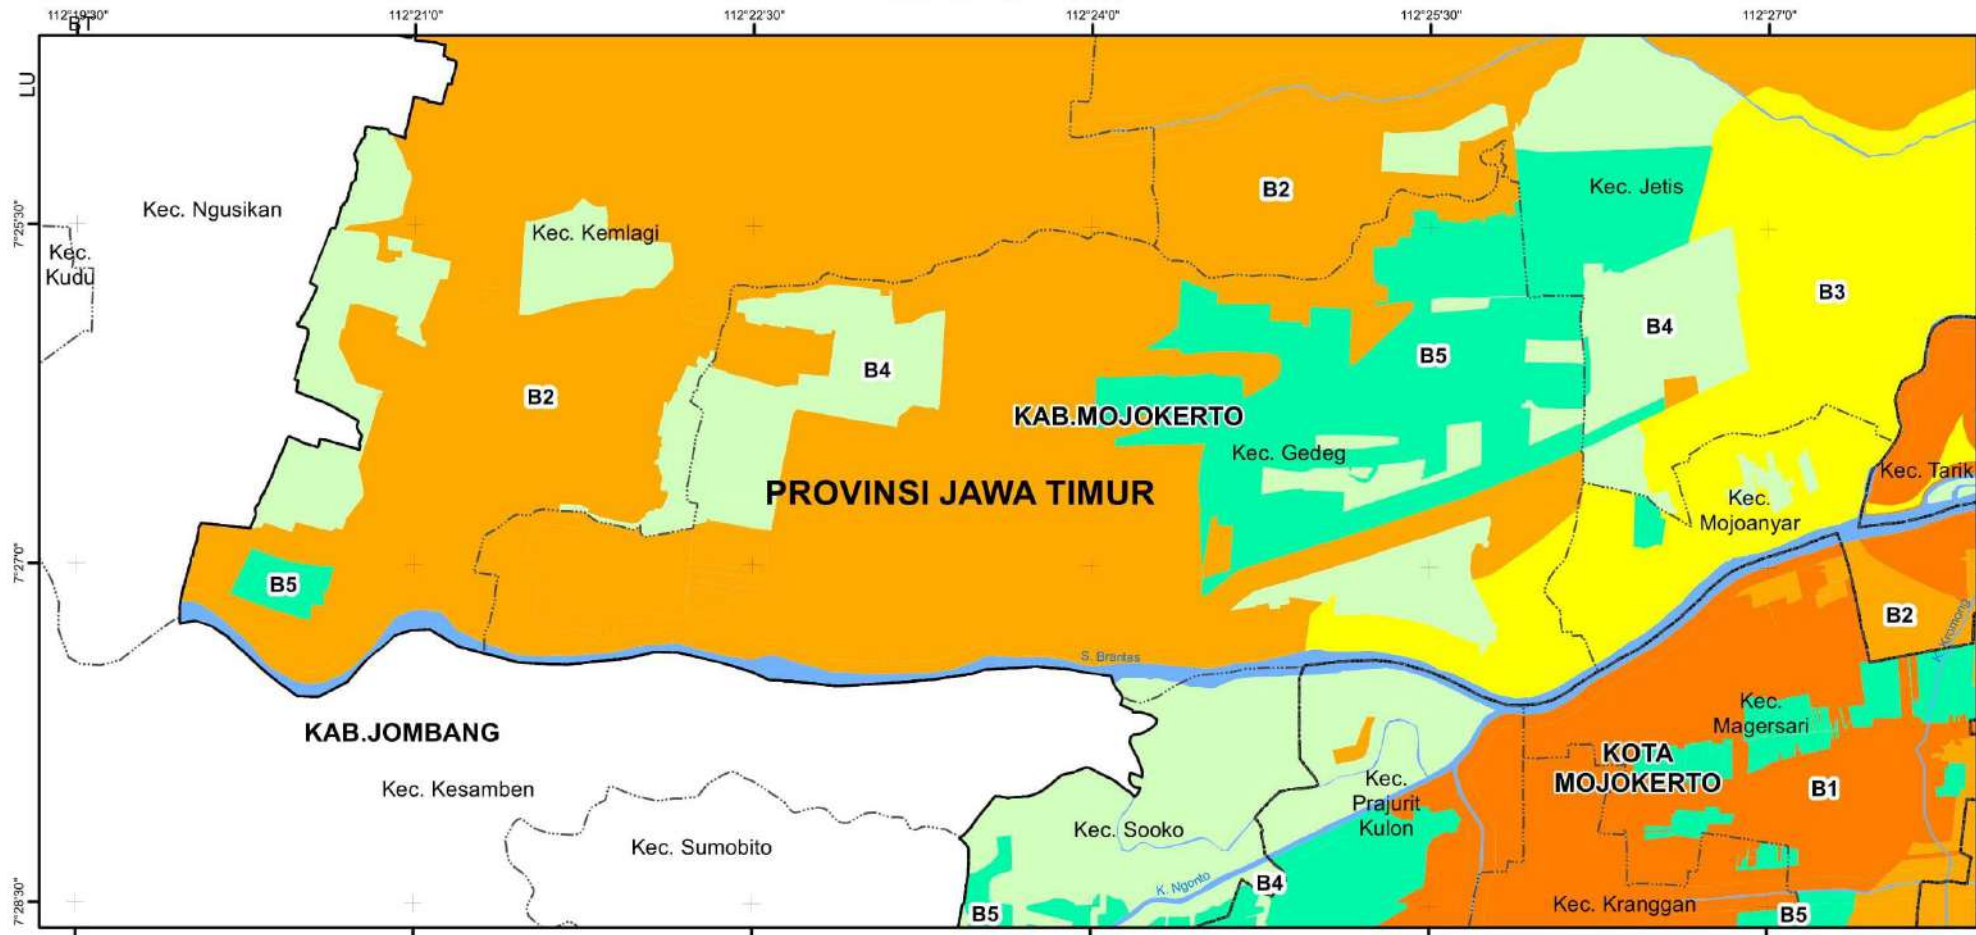 112°19'30"
BT
112°21'0"
112°22'30"
112°24'0"
112°25'30"
112°27'0"
LU
7°25'30"
7°27'0"
7°28'30"
Kec. Ngusikan
Kec.
Kudu
Kec. Kemlagi
B2
Kec. Jetis
B3
B4
B5
B4
B2
KAB.MOJOKERTO
Kec. Gedeg
PROVINSI JAWA TIMUR
Kec. Tarik
Kec.
Mojoanyar
B5
B2
K. Kromong
S. Brantas
KAB.JOMBANG
Kec.
Magersari
KOTA
MOJOKERTO
B1
Kec. Kesamben
Kec.
Prajurit
Kulon
Kec. Sooko
Kec. Sumobito
K. Ngonto
B4
Kec. Kranggan
B5
B5